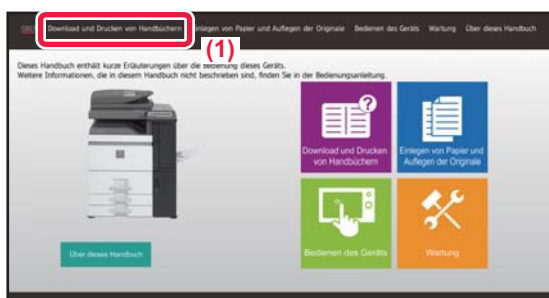 Download und Drucken von Handbüchern Einlegen von Papier und Auflegen der Originale Bedienen des Geräts Wartung Über dieses Handbuch
(1)
Dieses Handbuch enthält kurze Erläuterungen über die Bedienung dieses Geräts.
Weitere Informationen, die in diesem Handbuch nicht beschrieben sind, finden Sie in der Bedienungsanleitung.
Download und Drucken
von Handbüchern
Einlegen von Papier und
Auflegen der Originale
Bedienen des Geräts
Wartung
Über dieses Handbuch